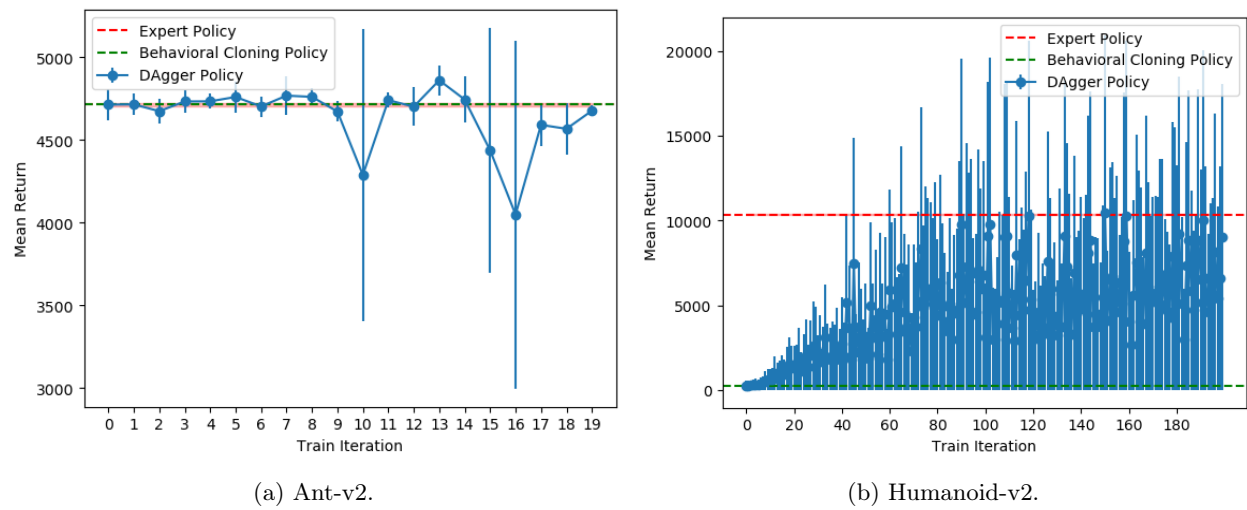 Expert Policy
Behavioral Cloning Policy
DAgger Policy
5000
4500
4000
3500
3000
Mean Return
0 1 2 3 4 5 6 7 8 9 10 11 12 13 14 15 16 17 18 19
Train Iteration
(a) Ant-v2.
Expert Policy
Behavioral Cloning Policy
DAgger Policy
20000
15000
10000
5000
0
Mean Return
0 20 40 60 80 100 120 140 160 180
Train Iteration
(b) Humanoid-v2.